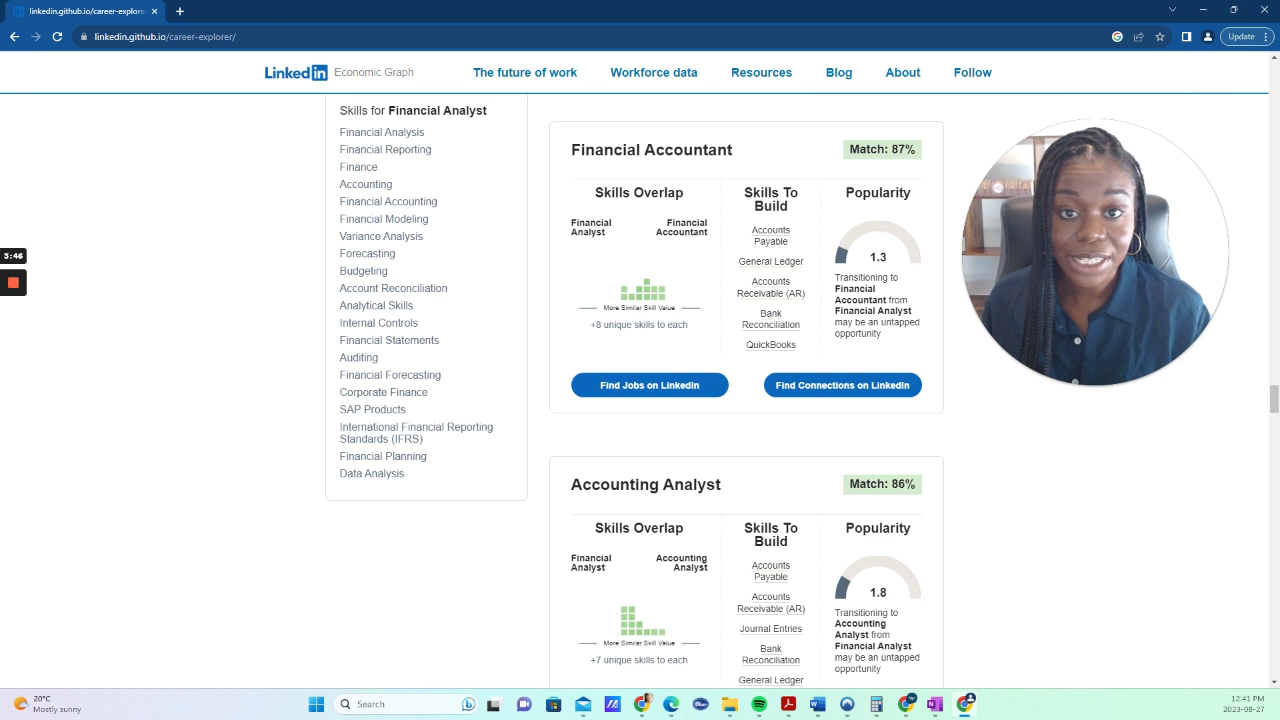 linkedin.github.io/career-explore
linkedin.github.io/career-explorer/
Update
LinkedIn Economic Graph
The future of work
Workforce data
Resources
Blog
About
Follow
Skills for Financial Analyst
Financial Analysis
Financial Reporting
Finance
Accounting
Financial Accounting
Financial Modeling
Variance Analysis
Forecasting
Budgeting
Account Reconciliation
Analytical Skills
Internal Controls
Financial Statements
Auditing
Financial Forecasting
Corporate Finance
SAP Products
International Financial Reporting
Standards (IFRS)
Financial Planning
Data Analysis
3:46
Financial Accountant
Match: 87%
Skills Overlap
Financial
Analyst
Financial
Accountant
More Similar Skill Value
+8 unique skills to each
Skills To
Build
Accounts
Payable
General Ledger
Accounts
Receivable (AR)
Bank
Reconciliation
QuickBooks
Popularity
1.3
Transitioning to
Financial
Accountant from
Financial Analyst
may be an untapped
opportunity
Find Jobs on LinkedIn
Find Connections on LinkedIn
Accounting Analyst
Match: 86%
Skills Overlap
Financial
Analyst
Accounting
Analyst
More Similar Skill Value
+7 unique skills to each
Skills To
Build
Accounts
Payable
Accounts
Receivable (AR)
Journal Entries
Bank
Reconciliation
General Ledger
Popularity
1.8
Transitioning to
Accounting
Analyst from
Financial Analyst
may be an untapped
opportunity
20°C
Mostly sunny
Search
12:41 PM
2023-08-27